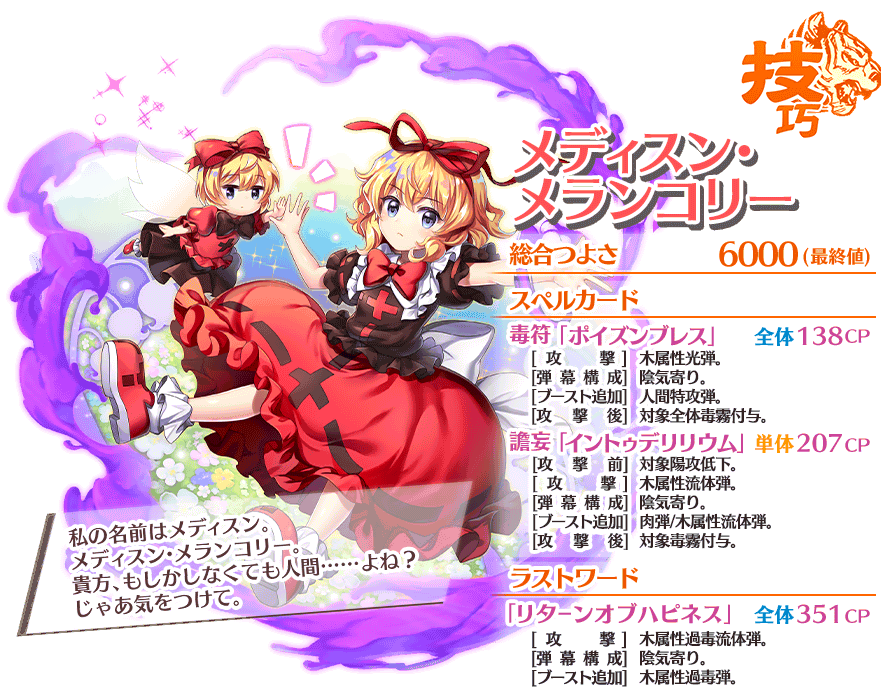 技巧
メディスン・
メランコリー
総合つよさ 6000(最終値)
スペルカード
毒符「ポイズンブレス」 全体138CP
[攻撃] 木属性光弾。
[弾幕構成] 陰気寄り。
[ブースト追加] 人間特攻弾。
[攻撃後] 対象全体毒霧付与。
譫妄「イントゥデリリウム」 単体207CP
[攻撃前] 対象陽攻低下。
[攻撃] 木属性流体弾。
[弾幕構成] 陰気寄り。
[ブースト追加] 肉弾/木属性流体弾。
[攻撃後] 対象毒霧付与。
ラストワード
「リターンオブハピネス」 全体351CP
[攻撃] 木属性過毒流体弾。
[弾幕構成] 陰気寄り。
[ブースト追加] 木属性過毒弾。
私の名前はメディスン。
メディスン・メランコリー。
貴方、もしかしなくても人間……よね？
じゃあ気をつけて。